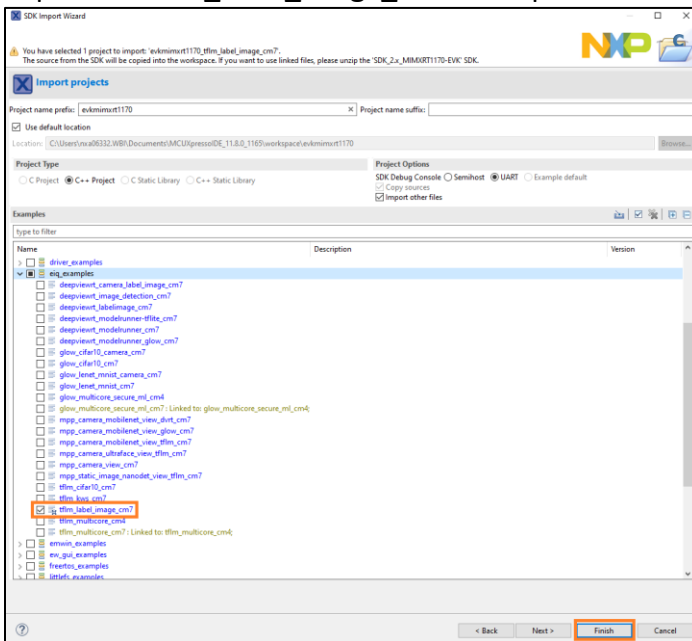 SDK Import Wizard
You have selected 1 project to import: 'evkmimxrt1170_tflm_label_image_cm7'.
The source from the SDK will be copied into the workspace. If you want to use linked files, please unzip the 'SDK_2.x_MIMXRT1170-EVK' SDK.
NXP
Import projects
Project name prefix: evkmimxrt1170 Project name suffix:
Use default location
Location: C:\Users\nxa06332.WBI\Documents\MCUXpressoIDE_11.8.0_1165\workspace\evkmimxrt1170 Browse...
Project Type Project Options
C Project C++ Project C Static Library C++ Static Library SDK Debug Console Semihost UART Example default
Copy sources
Import other files
Examples
type to filter
Name Description Version
driver_examples
eiq_examples
deepviewrt_camera_label_image_cm7
deepviewrt_image_detection_cm7
deepviewrt_labelimage_cm7
deepviewrt_modelrunner-tflite_cm7
deepviewrt_modelrunner_cm7
deepviewrt_modelrunner_glow_cm7
glow_cifar10_camera_cm7
glow_cifar10_cm7
glow_lenet_mnist_camera_cm7
glow_lenet_mnist_cm7
glow_multicore_secure_ml_cm4
glow_multicore_secure_ml_cm7 : Linked to: glow_multicore_secure_ml_cm4;
mpp_camera_mobilenet_view_dvrt_cm7
mpp_camera_mobilenet_view_glow_cm7
mpp_camera_mobilenet_view_tflm_cm7
mpp_camera_ultraface_view_tflm_cm7
mpp_camera_view_cm7
mpp_static_image_nanodet_view_tflm_cm7
tflm_cifar10_cm7
tflm_kws_cm7
tflm_label_image_cm7
tflm_multicore_cm4
tflm_multicore_cm7 : Linked to: tflm_multicore_cm4;
emwin_examples
ew_gui_examples
freertos_examples
littlefs_examples
< Back Next > Finish Cancel